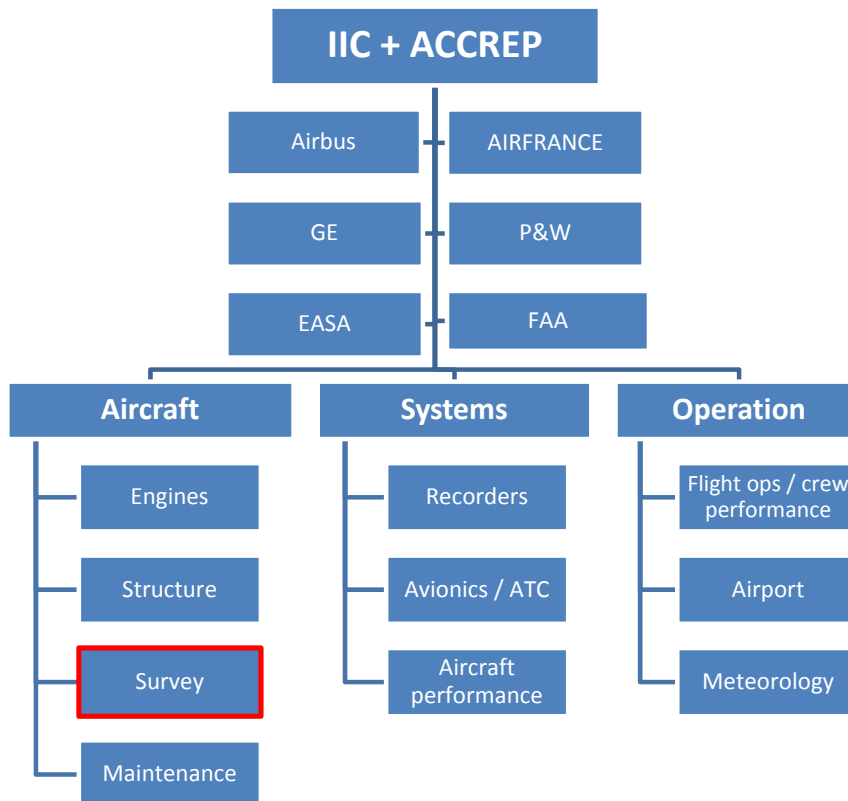 IIC + ACCREP
Airbus
AIRFRANCE
GE
P&W
EASA
FAA
Aircraft
Systems
Operation
Engines
Recorders
Flight ops / crew
performance
Structure
Avionics / ATC
Airport
Survey
Aircraft
performance
Meteorology
Maintenance